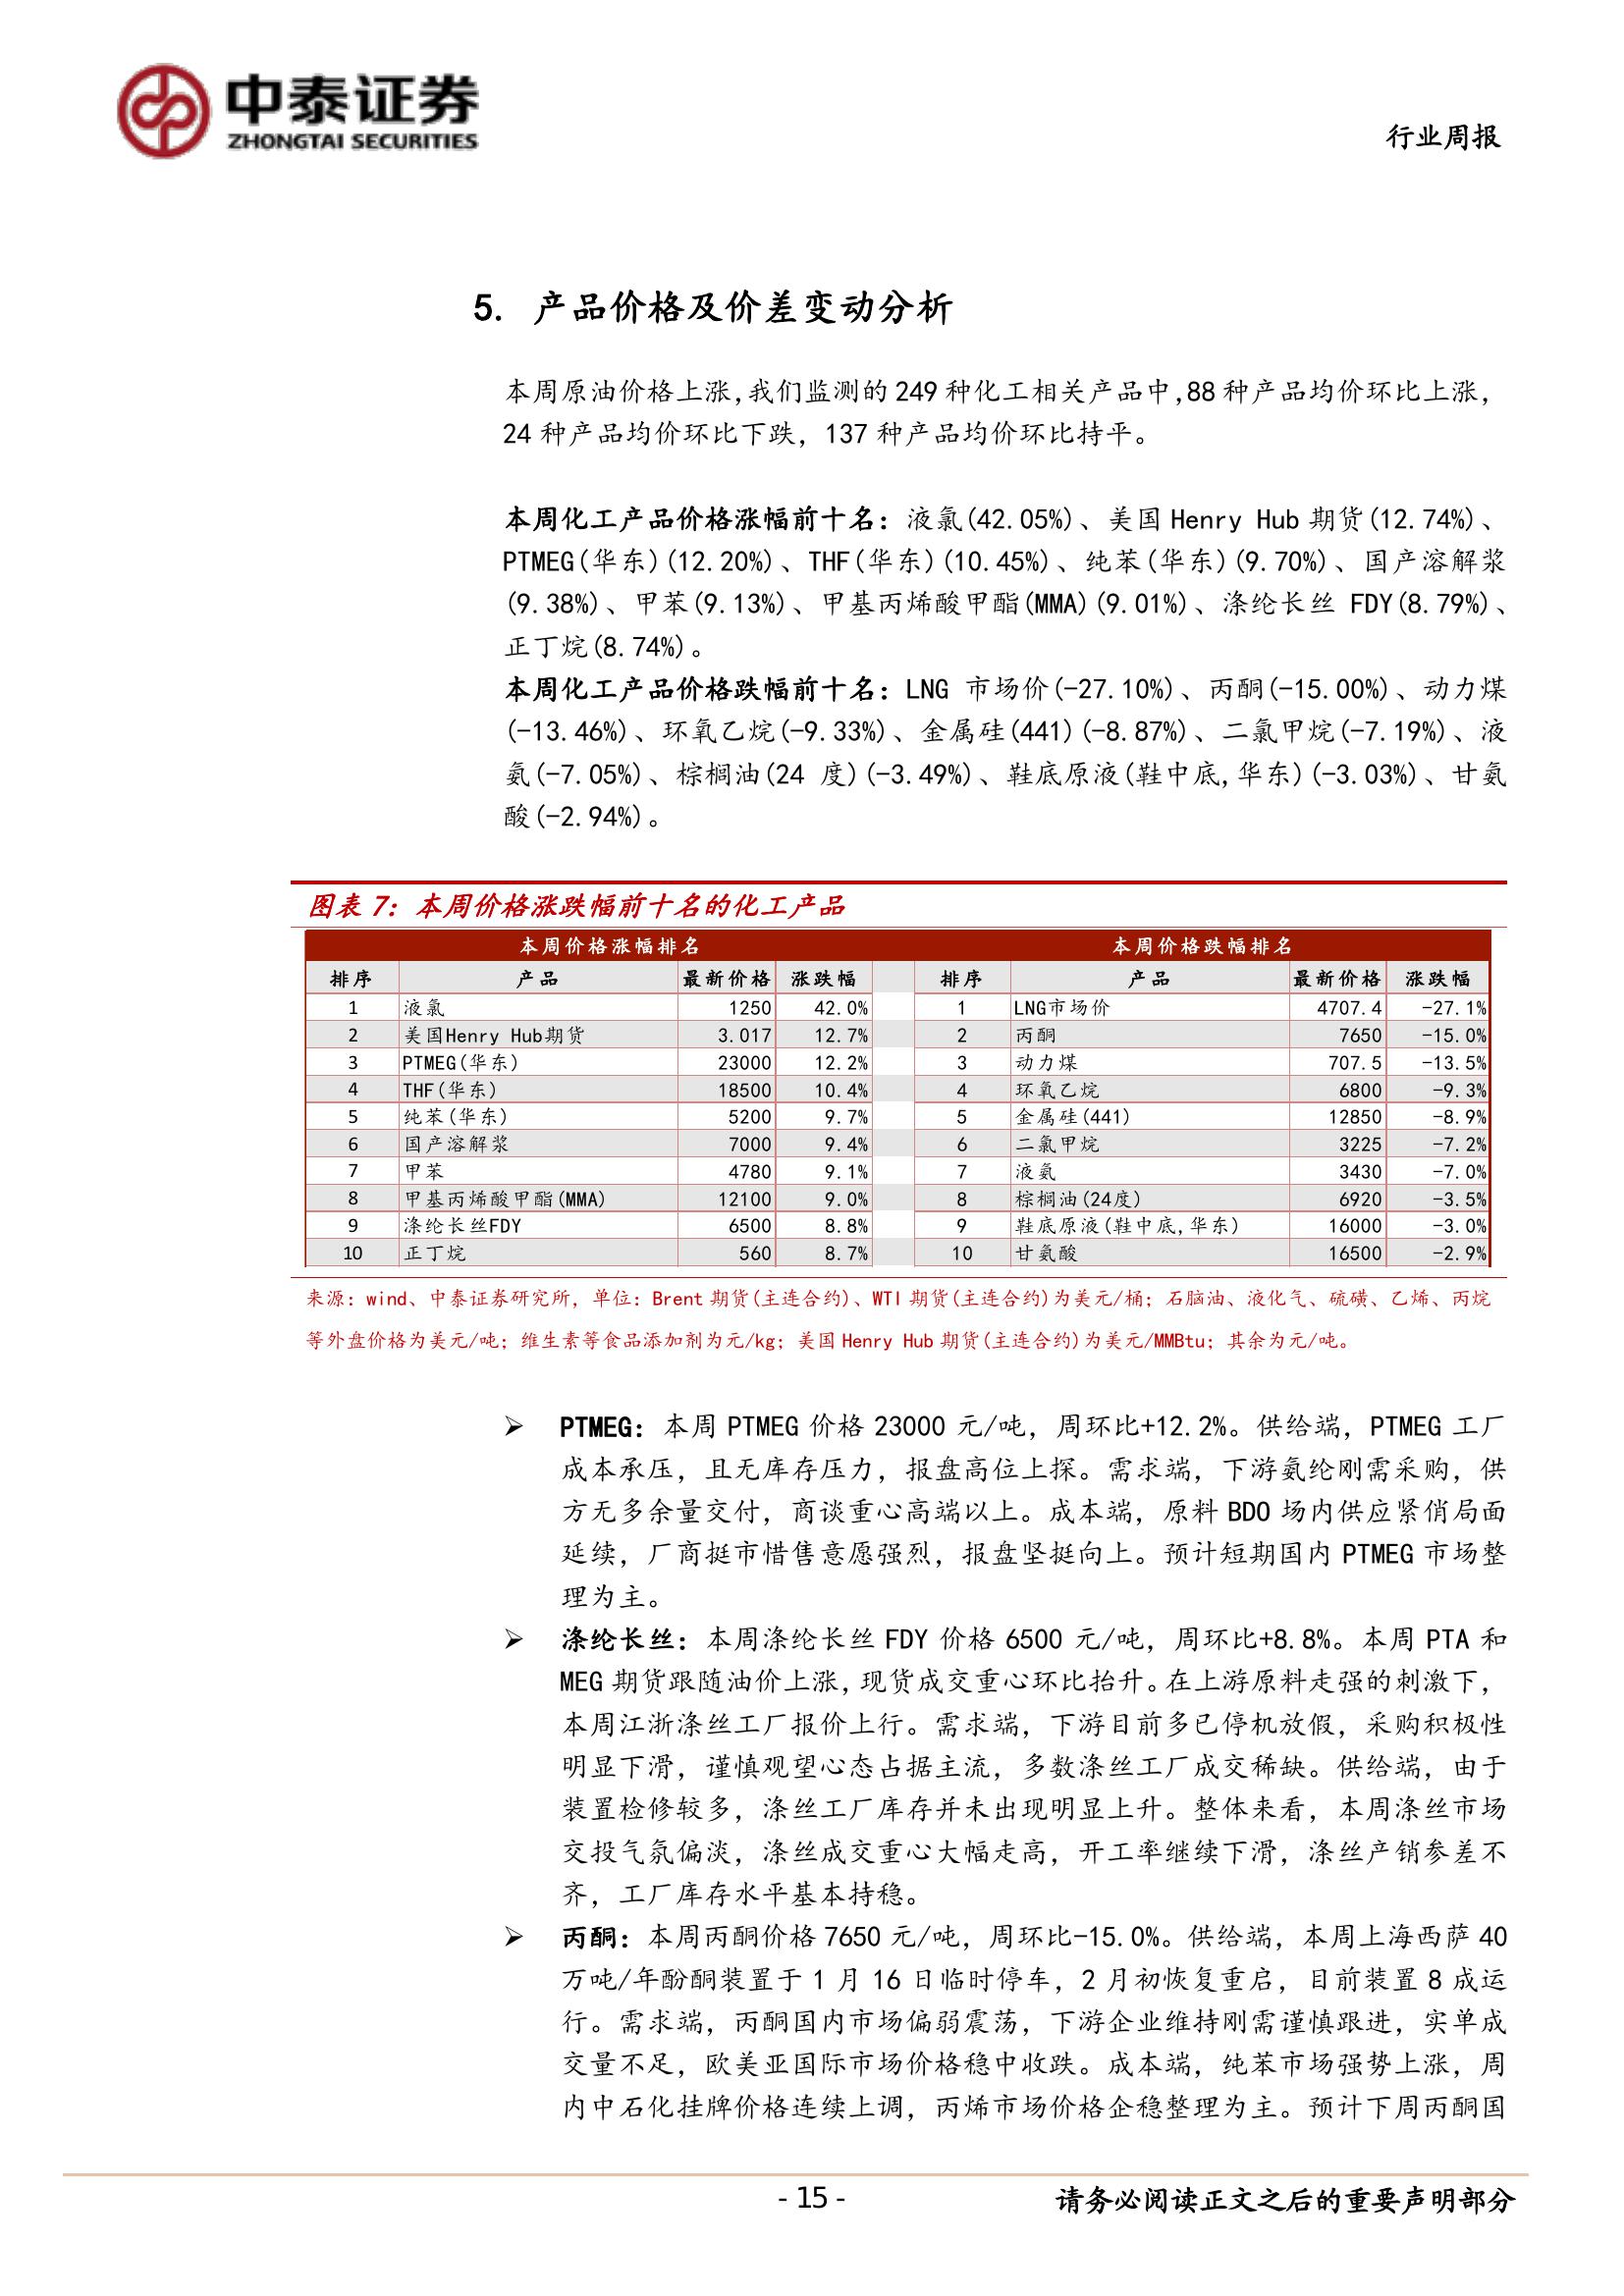 中泰证券
ZHONGTAI SECURITIES
行业周报
5. 产品价格及价差变动分析
本周原油价格上涨,我们监测的249种化工相关产品中,88种产品均价环比上涨，
24种产品均价环比下跌，137种产品均价环比持平。
本周化工产品价格涨幅前十名：液氯(42.05%)、美国Henry Hub期货(12.74%)、
PTMEG(华东)(12.20%)、THF(华东)(10.45%)、纯苯(华东)(9.70%)、国产溶解浆
(9.38%)、甲苯(9.13%)、甲基丙烯酸甲酯(MMA)(9.01%)、涤纶长丝 FDY(8.79%)、
正丁烷(8.74%)。
本周化工产品价格跌幅前十名：LNG 市场价(-27.10%)、丙酮(-15.00%)、动力煤
(-13.46%)、环氧乙烷(-9.33%)、金属硅(441)(-8.87%)、二氯甲烷(-7.19%)、液
氨(-7.05%)、棕榈油(24 度)(-3.49%)、鞋底原液(鞋中底,华东)(-3.03%)、甘氨
酸(-2.94%)。
图表 7：本周价格涨跌幅前十名的化工产品
本周价格涨幅排名 本周价格跌幅排名
排序 产品 最新价格 涨跌幅 排序 产品 最新价格 涨跌幅
1 液氯 1250 42.0% 1 LNG市场价 4707.4 -27.1%
2 美国Henry Hub期货 3.017 12.7% 2 丙酮 7650 -15.0%
3 PTMEG(华东) 23000 12.2% 3 动力煤 707.5 -13.5%
4 THF(华东) 18500 10.4% 4 环氧乙烷 6800 -9.3%
5 纯苯(华东) 5200 9.7% 5 金属硅(441) 12850 -8.9%
6 国产溶解浆 7000 9.4% 6 二氯甲烷 3225 -7.2%
7 甲苯 4780 9.1% 7 液氨 3430 -7.0%
8 甲基丙烯酸甲酯(MMA) 12100 9.0% 8 棕榈油(24度) 6920 -3.5%
9 涤纶长丝FDY 6500 8.8% 9 鞋底原液(鞋中底,华东) 16000 -3.0%
10 正丁烷 560 8.7% 10 甘氨酸 16500 -2.9%
来源：wind、中泰证券研究所，单位：Brent期货(主连合约)、WTI期货(主连合约)为美元/桶；石脑油、液化气、硫磺、乙烯、丙烷
等外盘价格为美元/吨；维生素等食品添加剂为元/kg；美国Henry Hub期货(主连合约)为美元/MMBtu；其余为元/吨。
➢ PTMEG：本周 PTMEG 价格 23000 元/吨，周环比+12.2%。供给端，PTMEG 工厂
成本承压，且无库存压力，报盘高位上探。需求端，下游氨纶刚需采购，供
方无多余量交付，商谈重心高端以上。成本端，原料 BDO 场内供应紧俏局面
延续，厂商挺市惜售意愿强烈，报盘坚挺向上。预计短期国内 PTMEG 市场整
理为主。
➢ 涤纶长丝：本周涤纶长丝 FDY 价格 6500 元/吨，周环比+8.8%。本周 PTA 和
MEG 期货跟随油价上涨,现货成交重心环比抬升。在上游原料走强的刺激下，
本周江浙涤丝工厂报价上行。需求端，下游目前多已停机放假，采购积极性
明显下滑，谨慎观望心态占据主流，多数涤丝工厂成交稀缺。供给端，由于
装置检修较多，涤丝工厂库存并未出现明显上升。整体来看，本周涤丝市场
交投气氛偏淡，涤丝成交重心大幅走高，开工率继续下滑，涤丝产销参差不
齐，工厂库存水平基本持稳。
➢ 丙酮：本周丙酮价格 7650 元/吨，周环比-15.0%。供给端，本周上海西萨 40
万吨/年酚酮装置于 1 月 16 日临时停车，2 月初恢复重启，目前装置 8 成运
行。需求端，丙酮国内市场偏弱震荡，下游企业维持刚需谨慎跟进，实单成
交量不足，欧美亚国际市场价格稳中收跌。成本端，纯苯市场强势上涨，周
内中石化挂牌价格连续上调，丙烯市场价格企稳整理为主。预计下周丙酮国
- 15 -
请务必阅读正文之后的重要声明部分